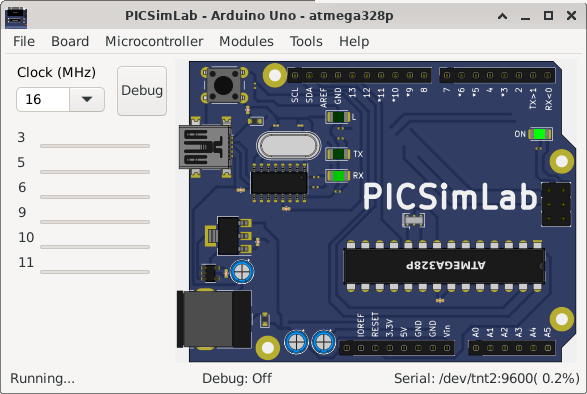 PICSimLab - Arduino Uno - atmega328p
File Board Microcontroller Modules Tools Help
Clock (MHz)
16
Debug
3
5
6
9
10
11
SCL SDA AREF GND 13 12 *11 *10 *9 8 7 *6 *5 4 *3 2 TX>1 RX<0
L
TX
RX
ON
PICSimLab
ATMEGA328P
IOREF RESET 3.3V 5V GND GND Vin A0 A1 A2 A3 A4 A5
Running...
Debug: Off
Serial: /dev/tnt2:9600( 0.2%)